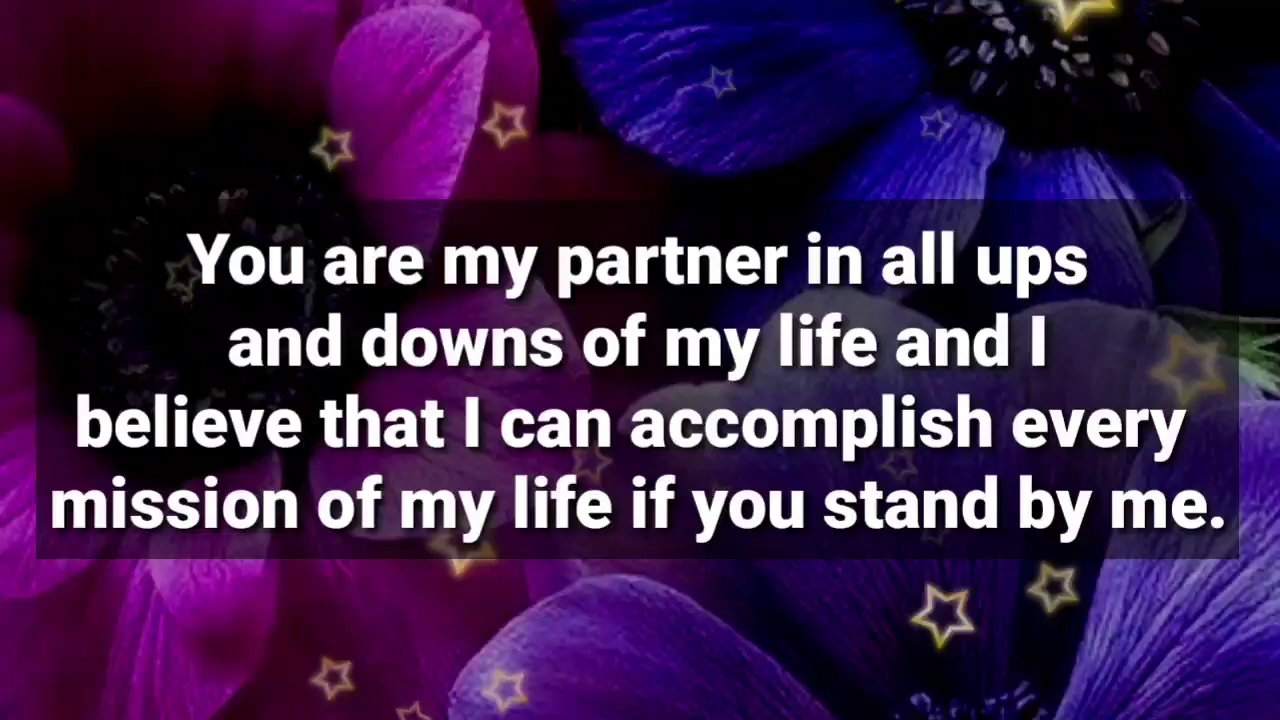 You are my partner in all ups
and downs of my life and I
believe that I can accomplish every
mission of my life if you stand by me.